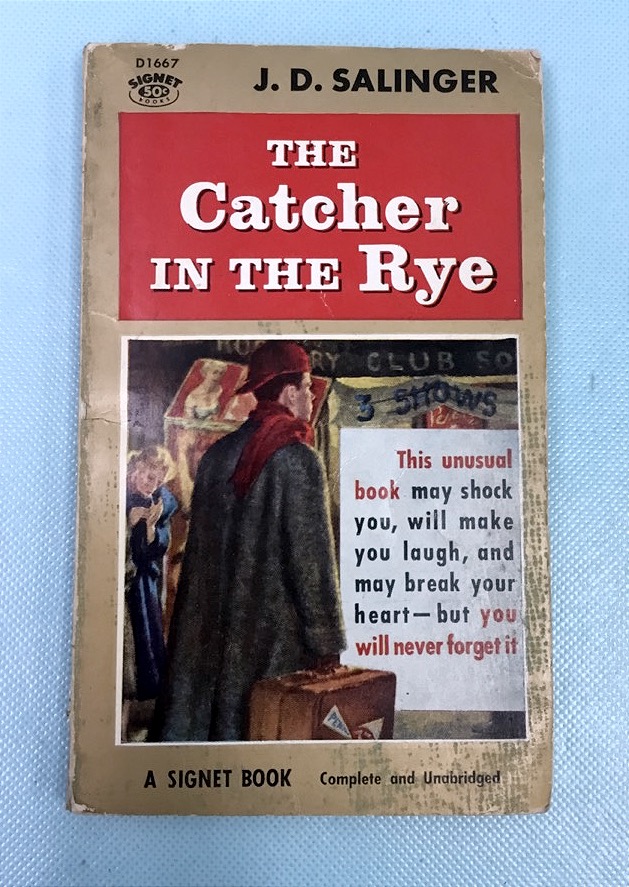 D1667
SIGNET
50¢
BOOKS
J. D. SALINGER
THE
Catcher
IN THE Rye
RY CLUB SO
3 SHOWS
This unusual
book may shock
you, will make
you laugh, and
may break your
heart—but you
will never forget it
A SIGNET BOOK Complete and Unabridged